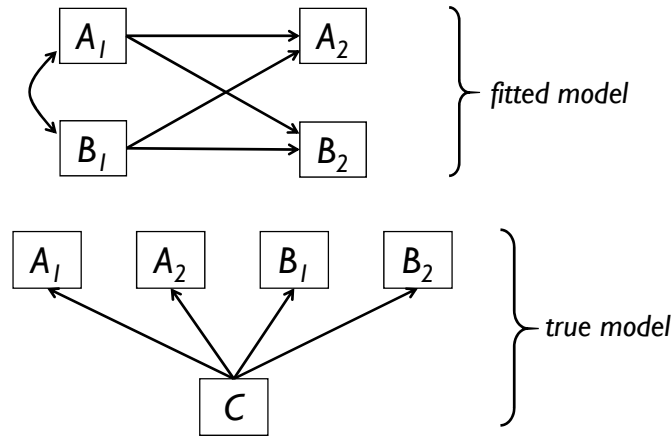 A1 A2
fitted model
B1 B2
A1 A2 B1 B2
true model
C